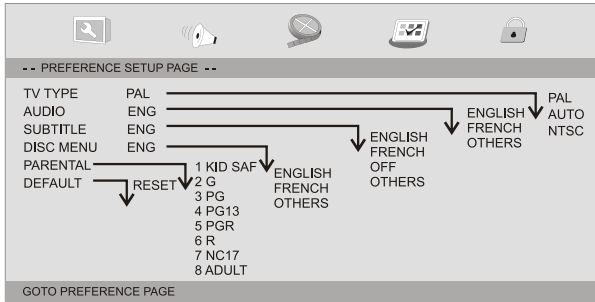 -- PREFERENCE SETUP PAGE --
TV TYPE PAL
AUDIO ENG
SUBTITLE ENG
DISC MENU ENG
PARENTAL
DEFAULT RESET
1 KID SAF
2 G
3 PG
4 PG13
5 PGR
6 R
7 NC17
8 ADULT
ENGLISH
FRENCH
OTHERS
ENGLISH
FRENCH
OFF
OTHERS
ENGLISH
FRENCH
OTHERS
PAL
AUTO
NTSC
GOTO PREFERENCE PAGE